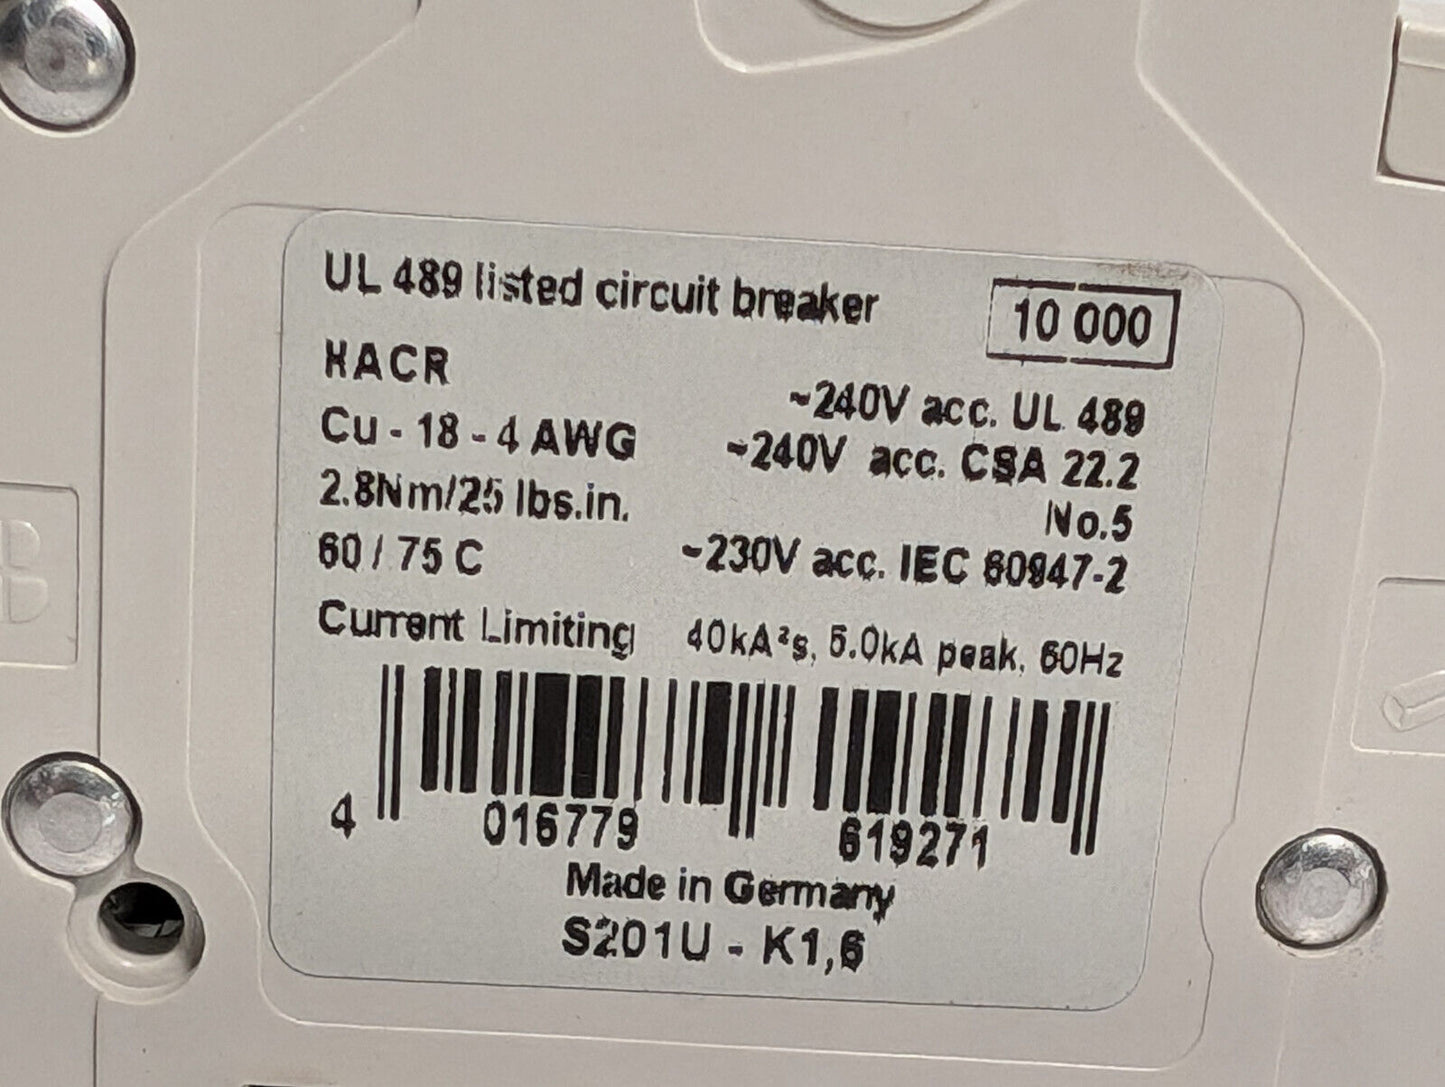 UL 489 listed circuit breaker
10 000
HACR
~240V acc. UL 489
Cu - 18 - 4 AWG
~240V acc. CSA 22.2
2.8Nm/25 lbs.in.
No.5
60 / 75 C
~230V acc. IEC 60947-2
Current Limiting 40kA²s, 5.0kA peak, 60Hz
4 016779 619271
Made in Germany
S201U - K1,6